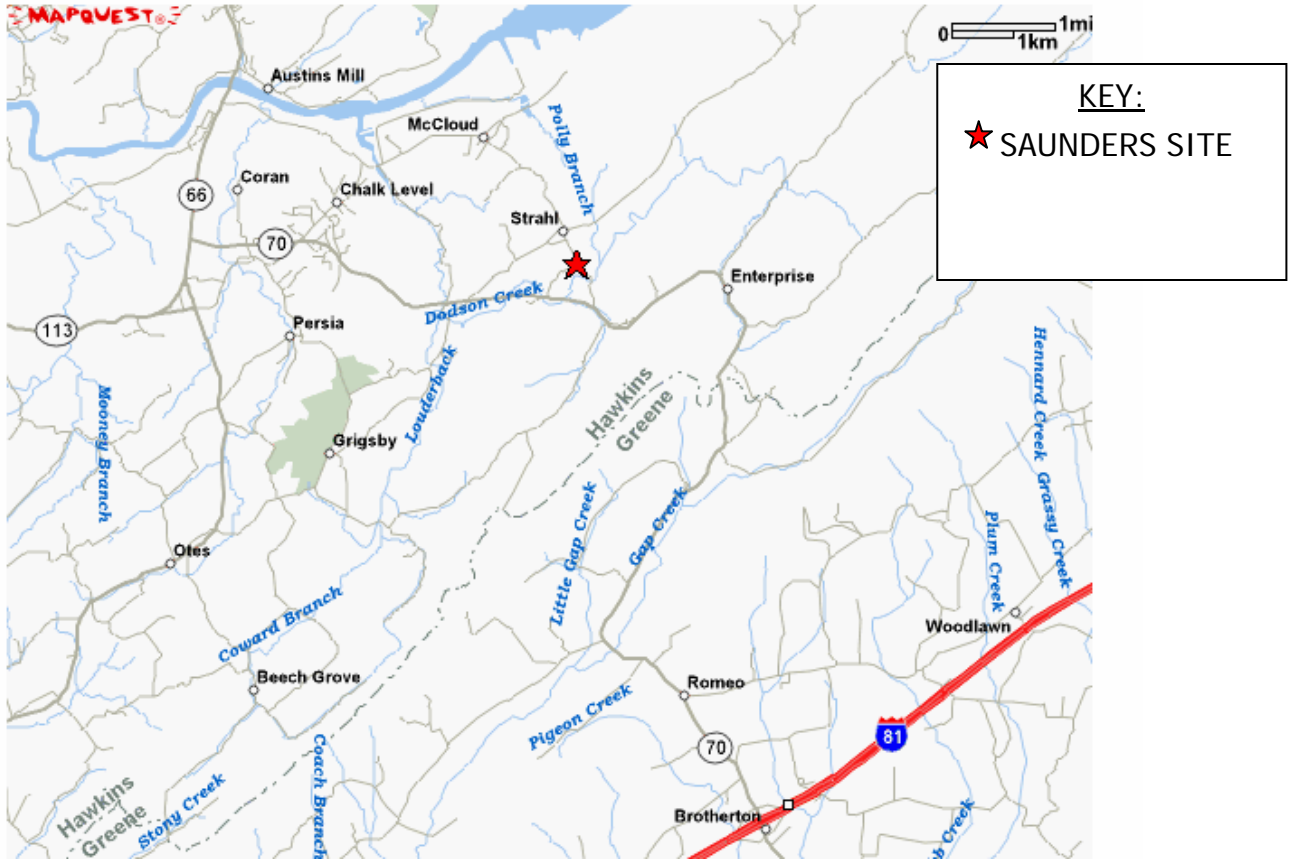 MAPQUEST®
0 1mi
1km
KEY:
SAUNDERS SITE
Austins Mill
McCloud
Polly Branch
66
Coran
Chalk Level
Strahl
70
Enterprise
Dodson Creek
113
Persia
Louderback
Hawkins
Greene
Hennard Creek
Grassy Creek
Mooney Branch
Grigsby
Little Gap Creek
Gap Creek
Plum Creek
Otes
Coward Branch
Woodlawn
Beech Grove
Romeo
Pigeon Creek
70
81
Coach Branch
Stony Creek
Hawkins
Greene
Brotherton
Creek